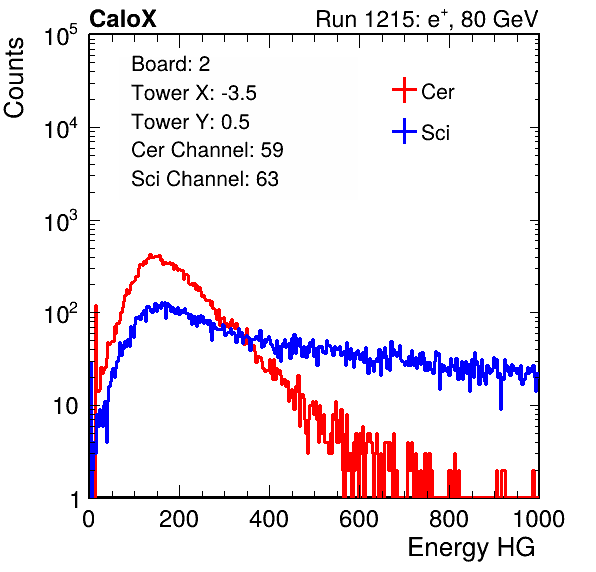 CaloX Run 1215: e+, 80 GeV
Counts
Board: 2
Tower X: -3.5
Tower Y: 0.5
Cer Channel: 59
Sci Channel: 63
Cer
Sci
10^5
10^4
10^3
10^2
10
1
0 200 400 600 800 1000
Energy HG